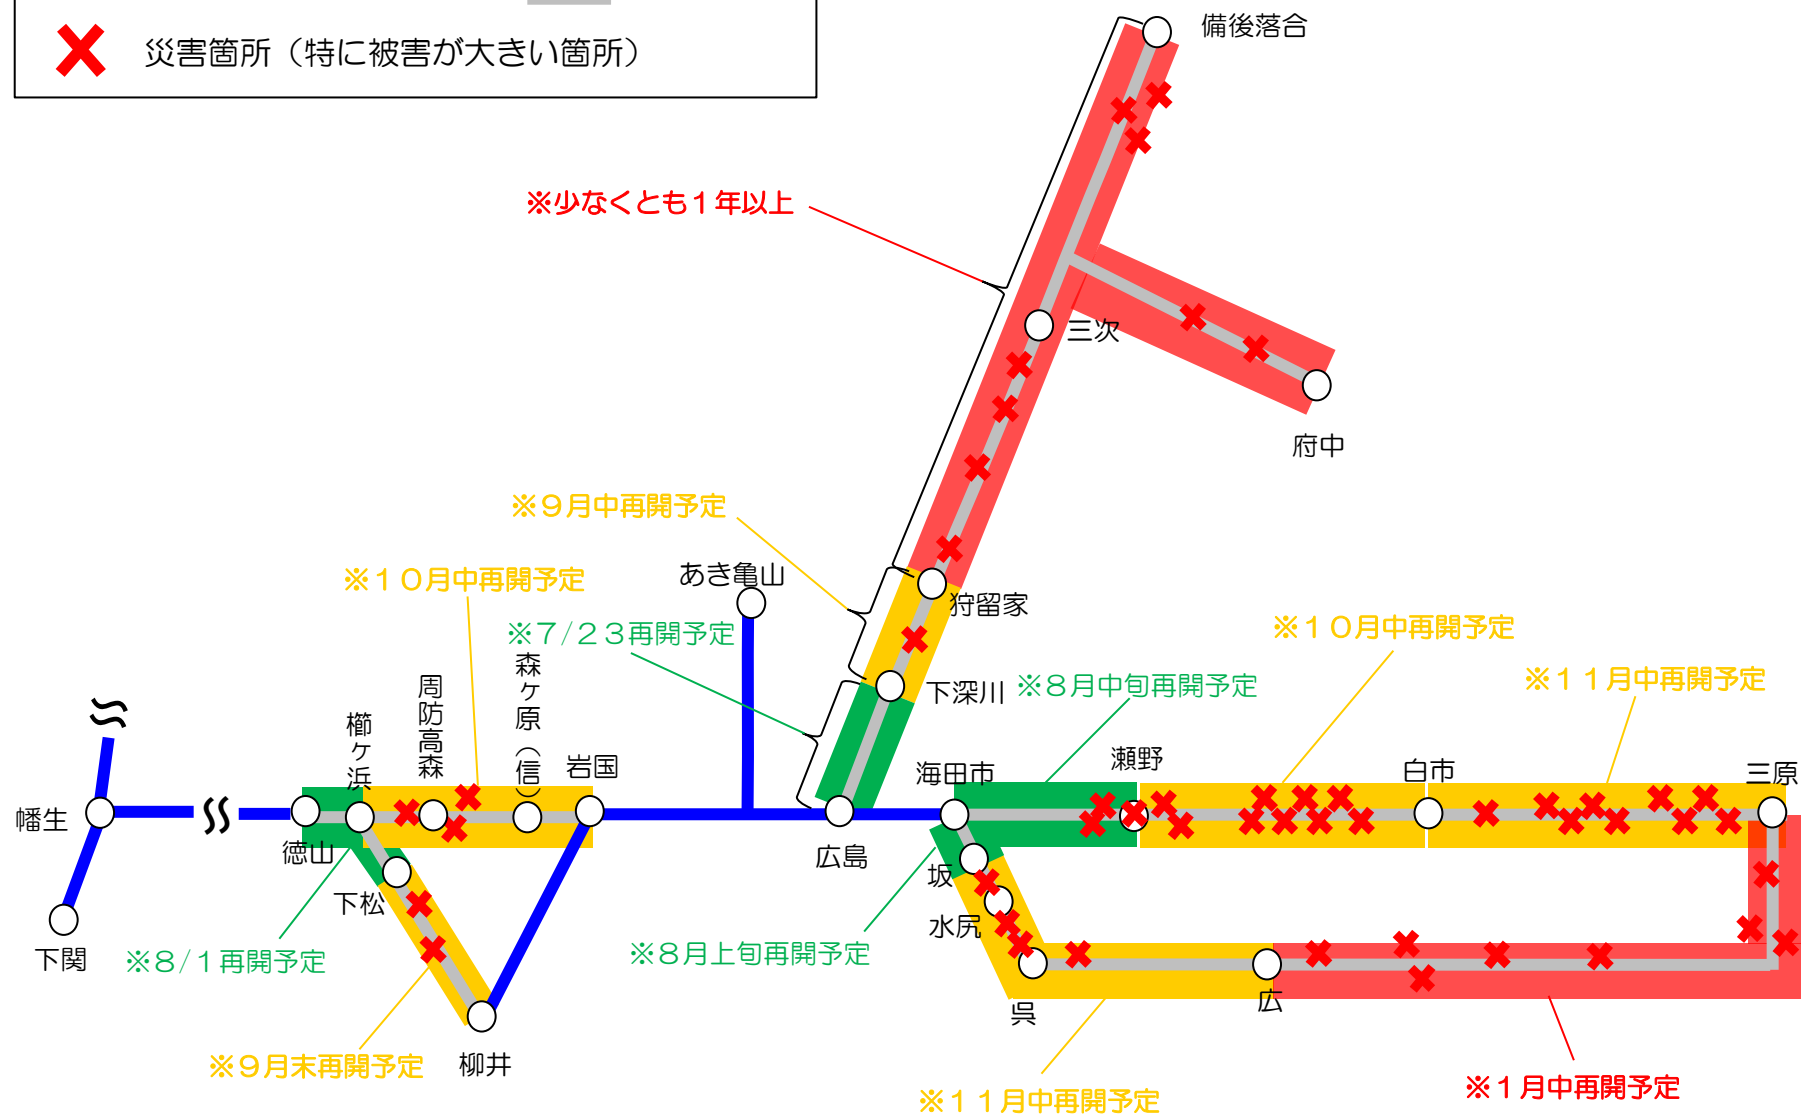 災害箇所（特に被害が大きい箇所）
備後落合
※少なくとも１年以上
三次
府中
※９月中再開予定
あき亀山
※１０月中再開予定
狩留家
※７/２３再開予定
※１０月中再開予定
森ケ原（信）
周防高森
下深川
※８月中旬再開予定
※１１月中再開予定
櫛ケ浜
岩国
海田市
瀬野
白市
三原
幡生
徳山
広島
坂
下松
水尻
下関
※８/１再開予定
※８月上旬再開予定
呉
広
※９月末再開予定
柳井
※１１月中再開予定
※１月中再開予定